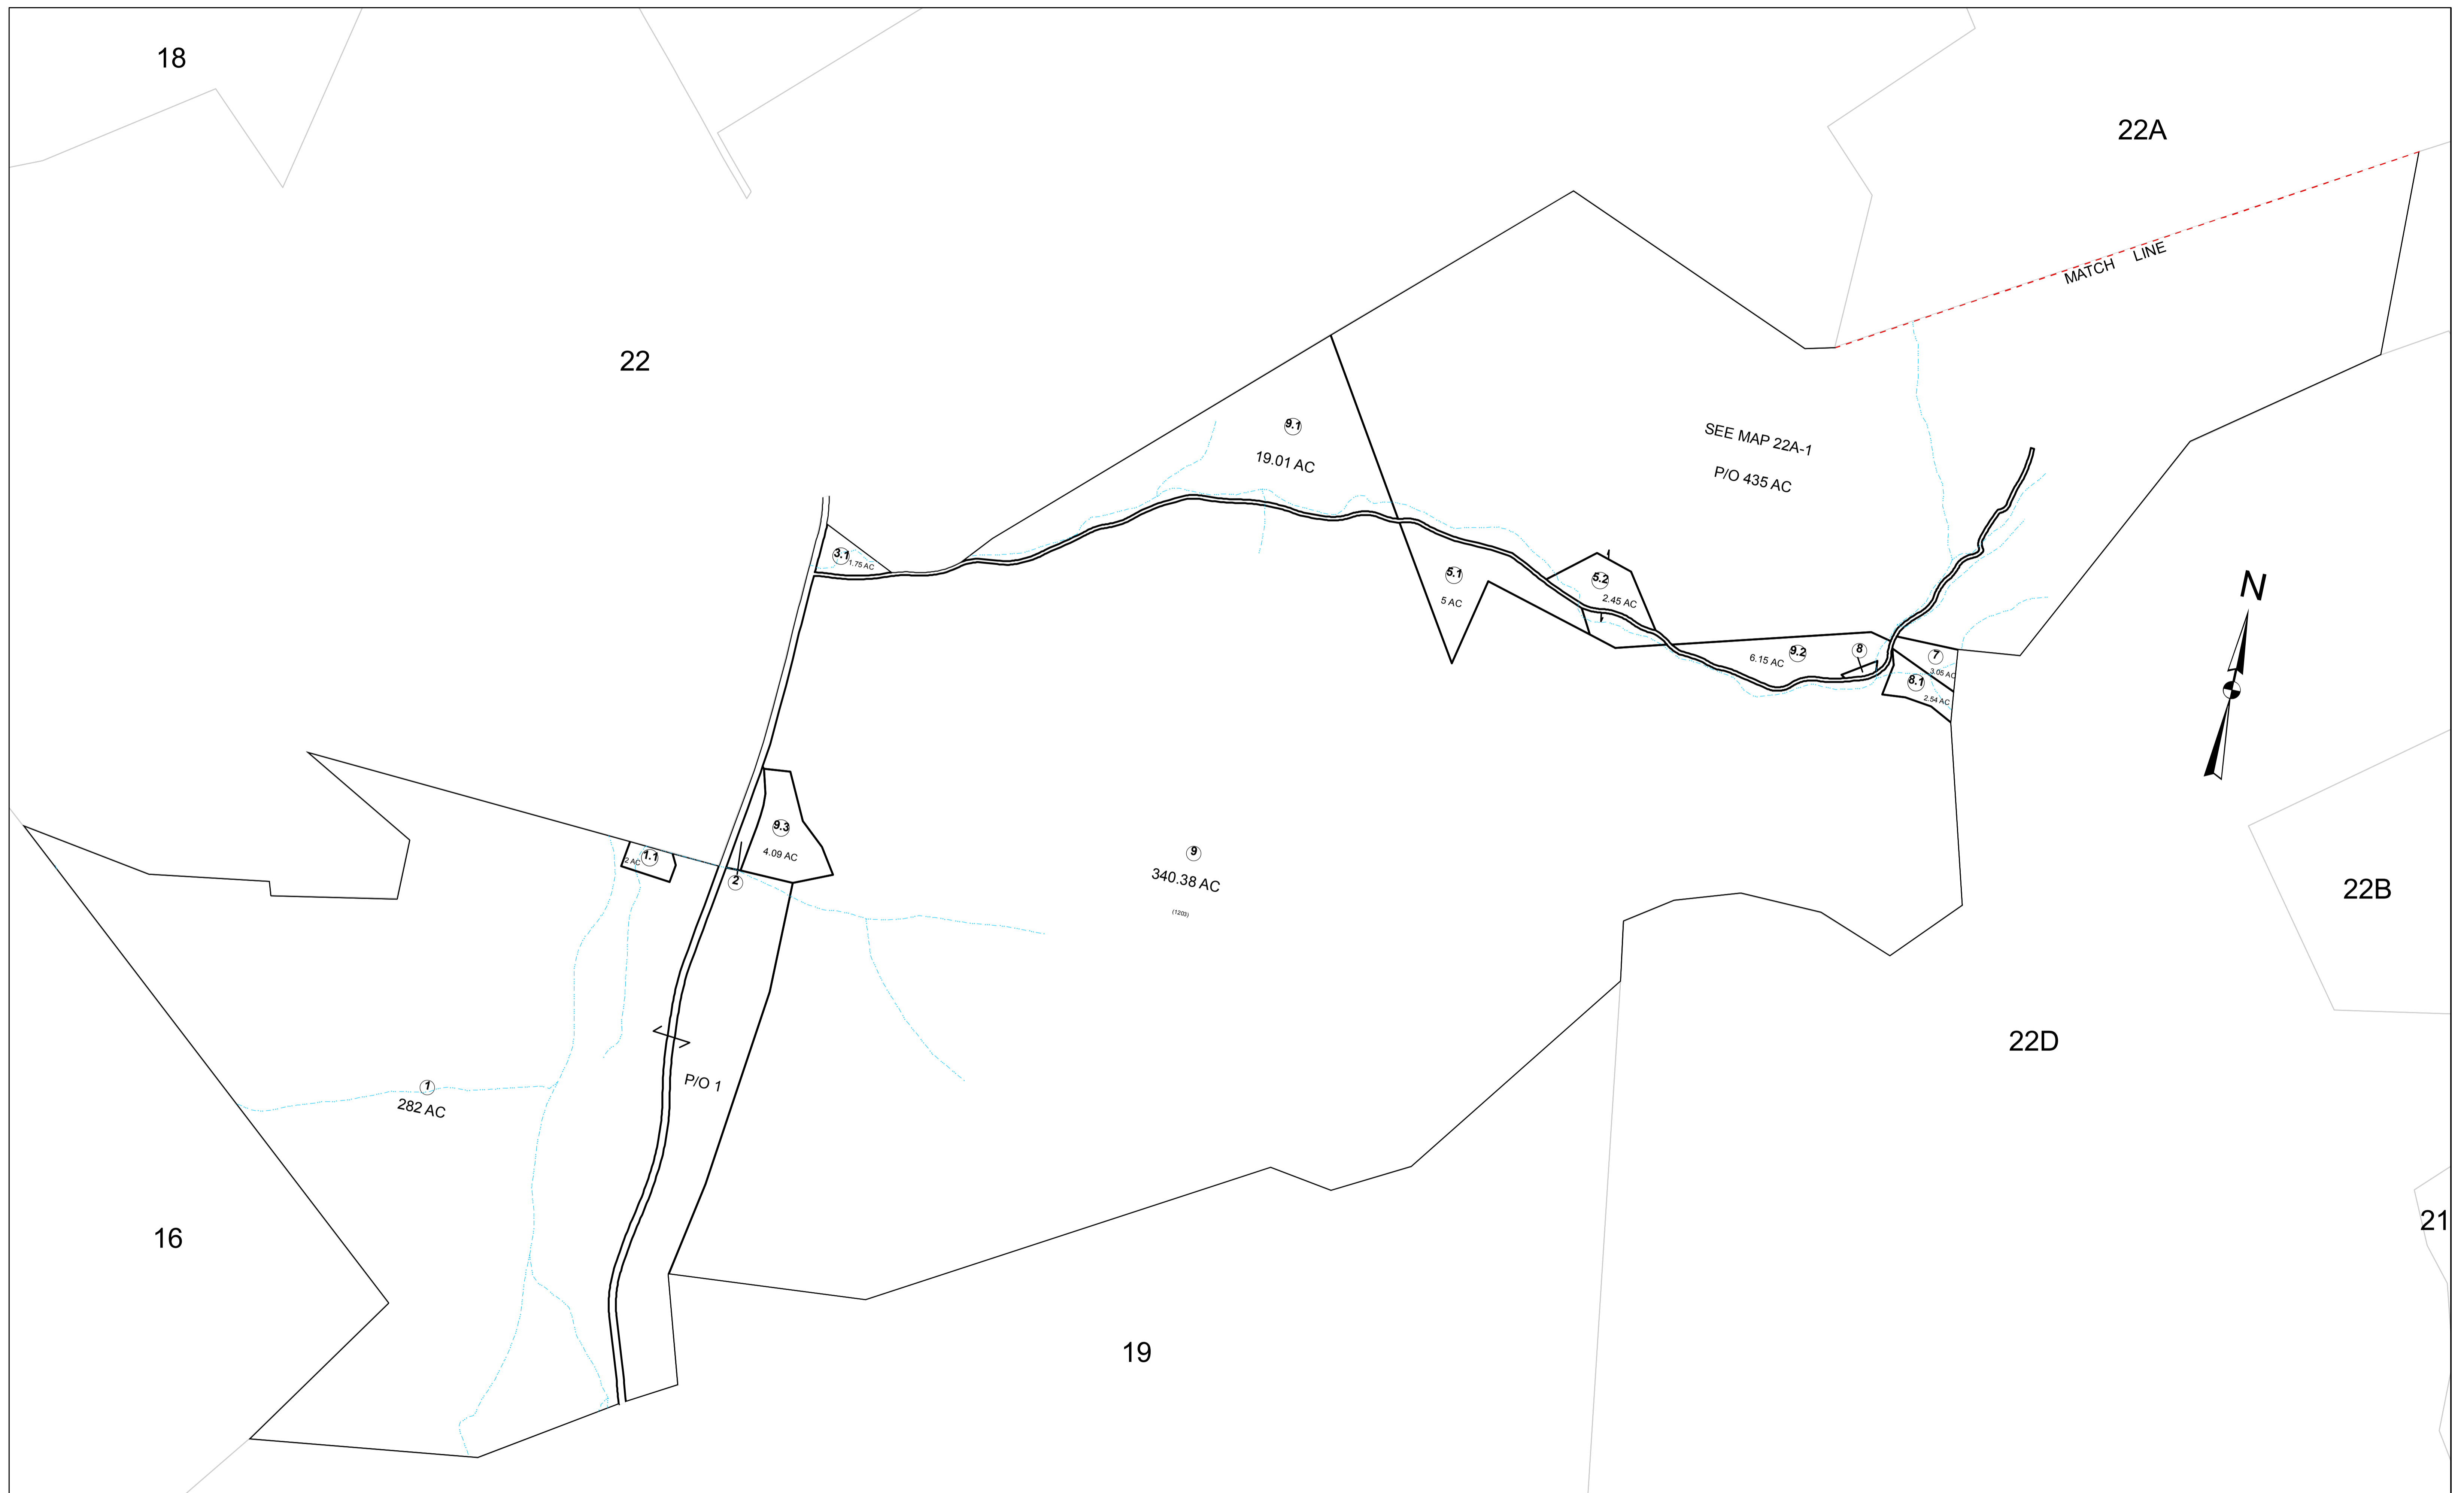 18
22A
MATCH LINE
22
9.1
19.01 AC
SEE MAP 22A-1
P/O 435 AC
3.1
1.75 AC
5.1
5 AC
5.2
2.45 AC
N
9.2
6.15 AC
8
7
3.05 AC
8.1
2.54 AC
9.3
4.09 AC
1.1
2 AC
2
9
340.38 AC
(1203)
22B
22D
P/O 1
1
282 AC
16
21
19